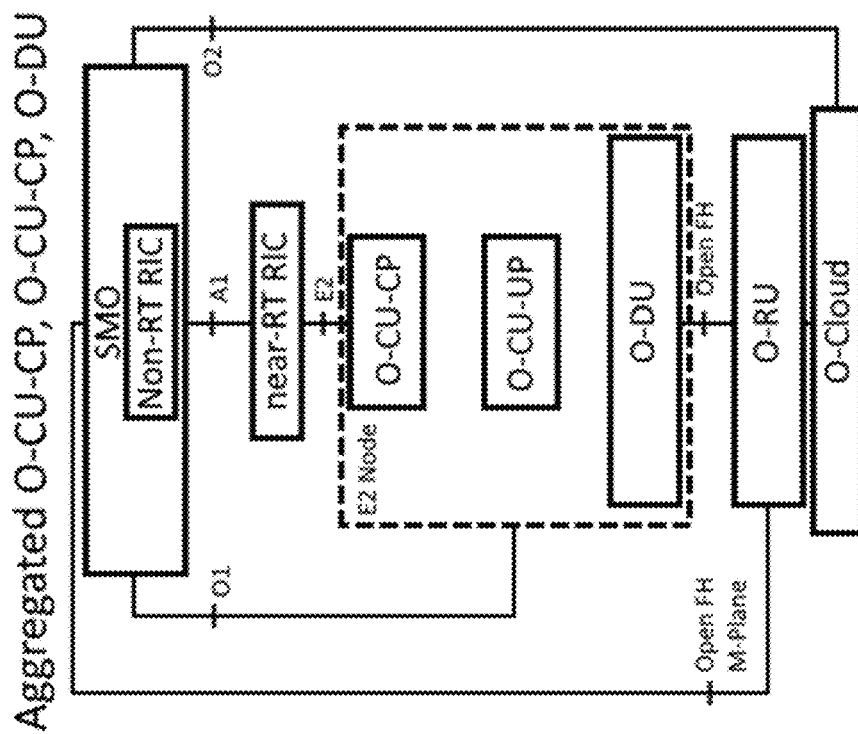 Aggregated O-CU-CP, O-CU-CP, O-DU
SMO
Non-RT RIC
O2
A1
O1
near-RT RIC
E2
E2 Node
O-CU-CP
O-CU-UP
O-DU
Open FH
Open FH
M-Plane
O-RU
O-Cloud